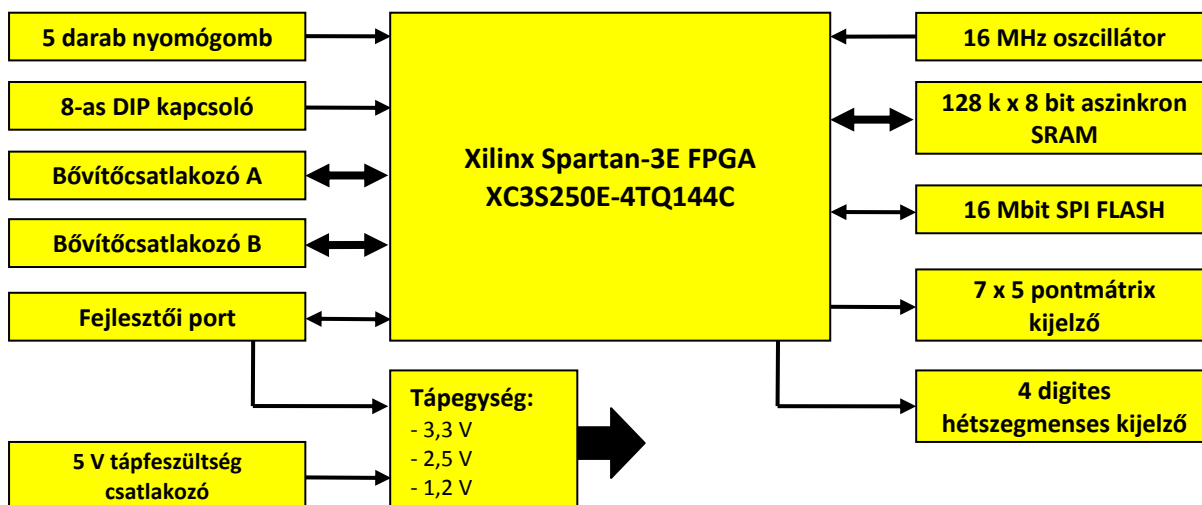 5 darab nyomógomb
8-as DIP kapcsoló
Bővítőcsatlakozó A
Bővítőcsatlakozó B
Fejlesztői port
5 V tápfeszültség
csatlakozó
Xilinx Spartan-3E FPGA
XC3S250E-4TQ144C
Tápegység:
- 3,3 V
- 2,5 V
- 1,2 V
16 MHz oszcillátor
128 k x 8 bit aszinkron
SRAM
16 Mbit SPI FLASH
7 x 5 pontmátrix
kijelző
4 digites
hétszegmenses kijelző